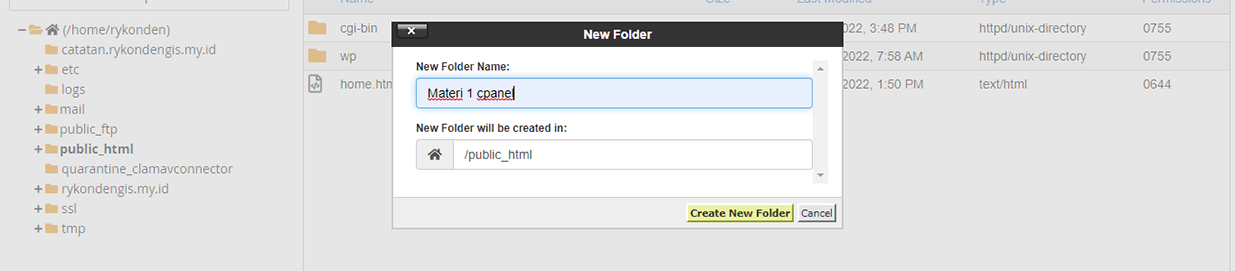 Name Size Last Modified Type Permissions
New Folder
(/home/rykonden)
catatan.rykondengis.my.id
etc
logs
mail
public_ftp
public_html
quarantine_clamavconnector
rykondengis.my.id
ssl
tmp
cgi-bin 2022, 3:48 PM httpd/unix-directory 0755
wp 2022, 7:58 AM httpd/unix-directory 0755
home.htm 2022, 1:50 PM text/html 0644
New Folder Name:
Materi 1 cpanel
New Folder will be created in:
/public_html
Create New Folder Cancel